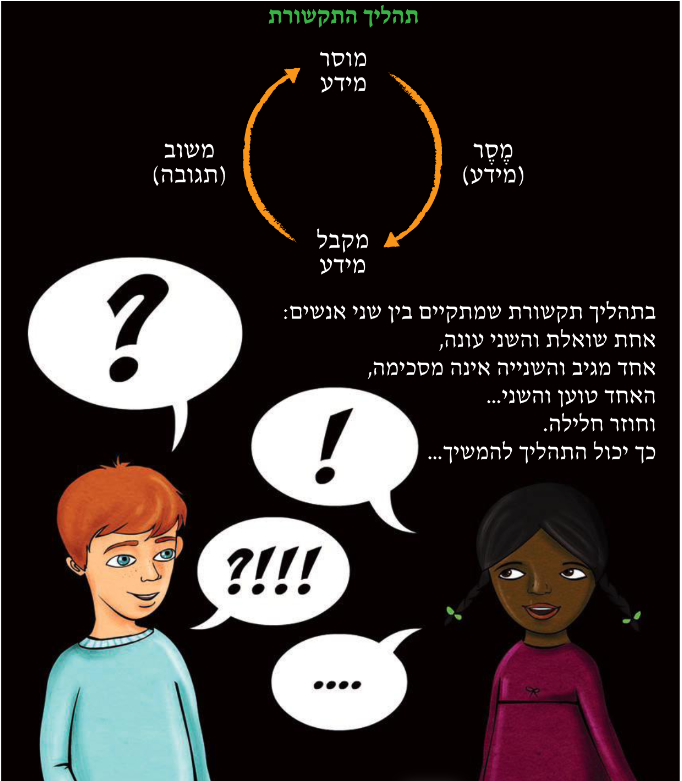 תהליך התקשורת
מוסר
מידע
מֶסֶר
(מידע)
משוב
(תגובה)
מקבל
מידע
בתהליך תקשורת שמתקיים בין שני אנשים:
אחת שואלת והשני עונה,
אחד מגיב והשנייה אינה מסכימה,
האחד טוען והשני...
וחוזר חלילה.
כך יכול התהליך להמשיך...
?
!
?!!!
....